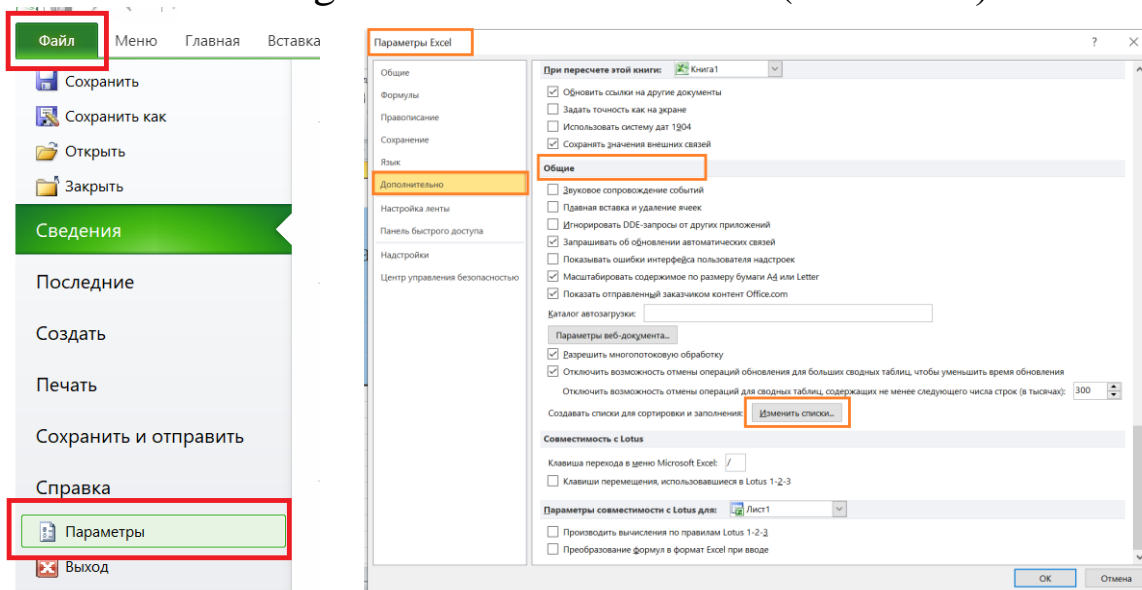 Файл Меню Главная Вставка
Сохранить
Сохранить как
Открыть
Закрыть
Сведения
Последние
Создать
Печать
Сохранить и отправить
Справка
Параметры
Выход
Параметры Excel
?
Общие
Формулы
Правописание
Сохранение
Язык
Дополнительно
Настройка ленты
Панель быстрого доступа
Надстройки
Центр управления безопасностью
При пересчете этой книги: Книга1
Обновить ссылки на другие документы
Задать точность как на экране
Использовать систему дат 1904
Сохранять значения внешних связей
Общие
Звуковое сопровождение событий
Плавная вставка и удаление ячеек
Игнорировать DDE-запросы от других приложений
Запрашивать об обновлении автоматических связей
Показывать ошибки интерфейса пользователя надстроек
Масштабировать содержимое по размеру бумаги A4 или Letter
Показать отправленный заказчиком контент Office.com
Каталог автозагрузки:
Параметры веб-документа...
Разрешить многопотоковую обработку
Отключить возможность отмены операций обновления для больших сводных таблиц, чтобы уменьшить время обновления
Отключить возможность отмены операций для сводных таблиц, содержащих не менее следующего числа строк (в тысячах): 300
Создавать списки для сортировки и заполнения: Изменить списки...
Совместимость с Lotus
Клавиша перехода в меню Microsoft Excel: /
Клавиши перемещения, использовавшиеся в Lotus 1-2-3
Параметры совместимости с Lotus для: Лист1
Производить вычисления по правилам Lotus 1-2-3
Преобразование формул в формат Excel при вводе
ОК Отмена